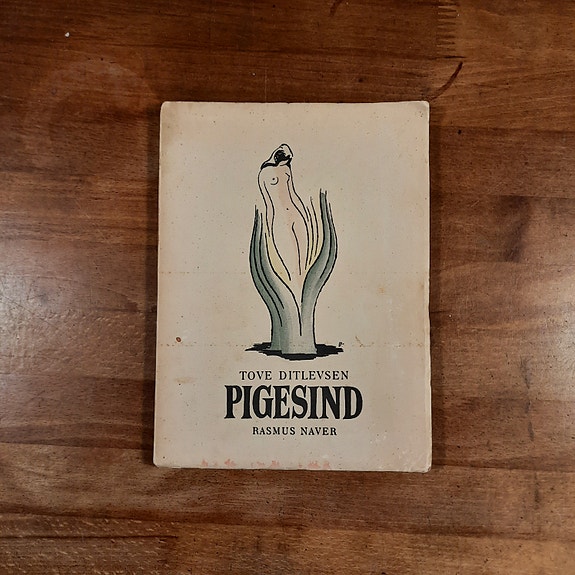 TOVE DITLEVSEN
PIGESIND
RASMUS NAVER